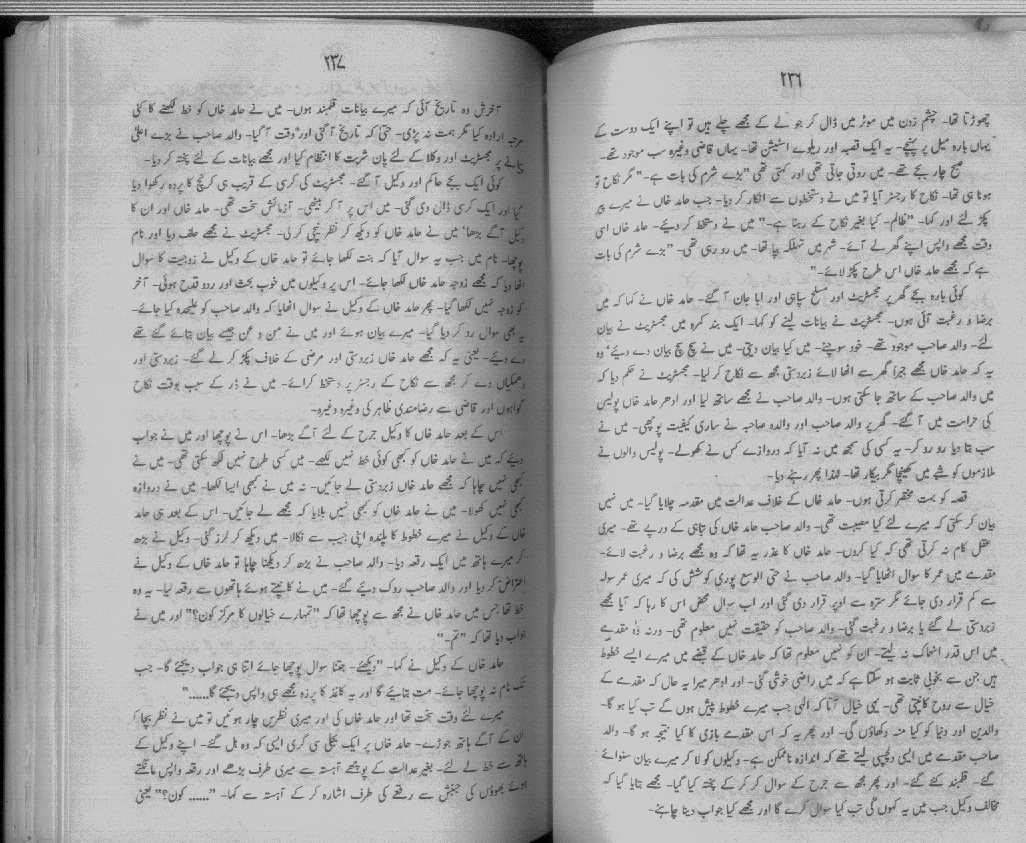 ۲۳۶
چھوڑتا تھا۔ چشم زدن میں موٹر میں ڈال کر جو لے کے مجھے چلے ہیں تو اپنے ایک دوست کے
یہاں بارہ میل پر پہنچے۔ یہ ایک قصبہ اور ریلوے اسٹیشن تھا۔ یہاں قاضی وغیرہ سب موجود تھے۔
صبح چار بجے تھے۔ میں روتی جاتی تھی اور کہتی تھی ”بڑے شرم کی بات ہے۔“ مگر نکاح تو
ہونا ہی تھا۔ نکاح کا رجسٹر آیا تو میں نے دستخطوں سے انکار کر دیا۔ جب حامد خاں نے میرے پیر
پکڑ لئے اور کہا۔ ”ظالم۔ کیا بغیر نکاح کے رہنا ہے۔“ میں نے دستخط کر دیئے۔ حامد خاں اسی
وقت مجھے واپس اپنے گھر لے آئے۔ شہر میں تہلکہ بپا تھا۔ میں رو رہی تھی۔ ”بڑے شرم کی بات
ہے کہ مجھے حامد خاں اس طرح پکڑ لائے۔“
کوئی بارہ بجے گھر پر مجسٹریٹ اور مسلح سپاہی اور ابا جان آ گئے۔ حامد خاں نے کہا کہ میں
برضا و رغبت آئی ہوں۔ مجسٹریٹ نے بیانات لینے کو کہا۔ ایک بند کمرہ میں مجسٹریٹ نے بیان
لئے۔ والد صاحب موجود تھے۔ خود سوچئے۔ میں کیا بیان دیتی۔ میں نے سچ سچ بیان دے دیئے‘ وہ
یہ کہ حامد خاں مجھے جبراً گھر سے اٹھا لائے زبردستی مجھ سے نکاح کر لیا۔ مجسٹریٹ نے حکم دیا کہ
میں والد صاحب کے ساتھ جا سکتی ہوں۔ والد صاحب نے مجھے ساتھ لیا اور ادھر حامد خاں پولیس
کی حراست میں آ گئے۔ گھر پر والد صاحب اور والدہ صاحبہ نے ساری کیفیت پوچھی۔ میں نے
سب بتا دیا رو رو کر۔ یہ کسی کی سمجھ میں نہ آیا کہ دروازے کس نے کھولے۔ پولیس والوں نے
ملازموں کو شبے میں کھینچا مگر بیکار تھا۔ لہٰذا پھر رہنے دیا۔
قصہ کو بہت مختصر کرتی ہوں۔ حامد خاں کے خلاف عدالت میں مقدمہ چلایا گیا۔ میں نہیں
بیان کر سکتی کہ میرے لئے کیا مصیبت تھی۔ والد صاحب حامد خاں کی تباہی کے درپے تھے۔ میری
عقل کام نہ کرتی تھی کہ کیا کروں۔ حامد خاں کا عذر یہ تھا کہ وہ مجھے برضا و رغبت لائے۔
مقدمے میں عمر کا سوال اٹھایا گیا۔ والد صاحب نے حتی الوسع پوری کوشش کی کہ میری عمر سولہ
سے کم قرار دی جائے مگر سترہ سے اوپر قرار دی گئی اور اب سوال محض اس کا رہا کہ آیا مجھے
زبردستی لے گئے یا برضا و رغبت گئی۔ والد صاحب کو حقیقت نہیں معلوم تھی۔ ورنہ وہ مقدمے
میں اس قدر انہماک نہ لیتے۔ ان کو نہیں معلوم تھا کہ حامد خاں کے قبضے میں میرے ایسے خطوط
ہیں جن سے بخوبی ثابت ہو سکتا ہے کہ میں راضی خوشی گئی۔ اور ادھر میرا یہ حال کہ مقدمے کے
خیال سے روح کانپتی تھی۔ یہی خیال آتا کہ الٰہی جب میرے خطوط پیش ہوں گے تب کیا ہو گا۔
والدین اور دنیا کو کیا منہ دکھاؤں گی۔ اور پھر یہ کہ اس مقدمے بازی کا کیا نتیجہ ہو گا۔ والد
صاحب مقدمے میں ایسی دلچسپی لیتے تھے کہ اندازہ ناممکن ہے۔ وکیلوں کو لا کر میرے بیان سنوائے
گئے۔ قلمبند کئے گئے۔ اور پھر مجھ سے جرح کے سوال کر کر کے پختہ کیا گیا۔ مجھے بتایا گیا کہ
مخالف وکیل جب میں یہ کہوں گی تب کیا سوال کرے گا اور مجھے کیا جواب دینا چاہئے۔
۲۳۷
آخرش وہ تاریخ آئی کہ میرے بیانات قلمبند ہوں۔ میں نے حامد خاں کو خط لکھنے کا کئی
مرتبہ ارادہ کیا مگر ہمت نہ پڑی۔ حتیٰ کہ تاریخ آ گئی اور وقت آ گیا۔ والد صاحب نے بڑے اعلیٰ
پیمانے پر مجسٹریٹ اور وکلا کے لئے پان شربت کا انتظام کیا اور مجھے بیانات کے لئے پختہ کر دیا۔
کوئی ایک بجے حاکم اور وکیل آ گئے۔ مجسٹریٹ کی کرسی کے قریب ہی کرچ کا پردہ رکھوا دیا
گیا اور ایک کرسی ڈال دی گئی۔ میں اس پر آ کر بیٹھی۔ آزمائش سخت تھی۔ حامد خاں اور ان کا
وکیل آگے بڑھا‘ میں نے حامد خاں کو دیکھ کر نظر نیچی کر لی۔ مجسٹریٹ نے مجھے حلف دیا اور نام
پوچھا۔ نام میں جب یہ سوال آیا کہ بنت لکھا جائے تو حامد خاں کے وکیل نے زوجیت کا سوال
اٹھا دیا کہ مجھے زوجہ حامد خاں لکھا جائے۔ اس پر وکیلوں میں خوب بحث اور ردو قدح ہوئی۔ آخر
کو زوجہ نہیں لکھا گیا۔ پھر حامد خاں کے وکیل نے سوال اٹھایا کہ والد صاحب کو علیحدہ کیا جائے۔
یہ بھی سوال رد کر دیا گیا۔ میرے بیان ہوئے اور میں نے من و عن جیسے بیان بتائے گئے تھے
دے دیئے۔ یعنی یہ کہ مجھے حامد خاں زبردستی اور مرضی کے خلاف پکڑ کر لے گئے۔ زبردستی اور
دھمکیاں دے کر مجھ سے نکاح کے رجسٹر پر دستخط کرائے۔ میں نے ڈر کے سبب بوقت نکاح
گواہوں اور قاضی سے رضامندی ظاہر کی وغیرہ وغیرہ۔
اس کے بعد حامد خاں کا وکیل جرح کے لئے آگے بڑھا۔ اس نے پوچھا اور میں نے جواب
دیئے کہ میں نے حامد خاں کو کبھی کوئی خط نہیں لکھے۔ میں کسی طرح نہیں لکھ سکتی تھی۔ میں نے
کبھی نہیں چاہا کہ مجھے حامد خاں زبردستی لے جائیں۔ نہ میں نے کبھی ایسا لکھا۔ میں نے دروازہ
کبھی نہیں کھولا۔ میں نے حامد خاں کو کبھی نہیں بلایا کہ مجھے لے جائیں۔ اس کے بعد ہی حامد
خاں کے وکیل نے میرے خطوط کا پلندہ اپنی جیب سے نکالا۔ میں دیکھ کر لرز گئی۔ وکیل نے بڑھ
کر میرے ہاتھ میں ایک رقعہ دیا۔ والد صاحب نے بڑھ کر دیکھنا چاہا تو حامد خاں کے وکیل نے
اعتراض کر دیا اور والد صاحب روک دیئے گئے۔ میں نے کانپتے ہوئے ہاتھوں سے رقعہ لیا۔ یہ وہ
خط تھا جس میں حامد خاں نے مجھ سے پوچھا تھا کہ ”تمہارے خیالوں کا مرکز کون؟“ اور میں نے
جواب دیا تھا کہ ”تم۔“
حامد خاں کے وکیل نے کہا۔ ”دیکھئے۔ جتنا سوال پوچھا جائے اتنا ہی جواب دیجئے گا۔ جب
تک نام نہ پوچھا جائے۔ مت بتائیے گا اور یہ کاغذ کا پرزہ مجھے ہی واپس دیجئے گا......“
میرے لئے وقت سخت تھا اور حامد خاں کی اور میری نظریں چار ہوئیں تو میں نے نظر بچا کر
ان کے آگے ہاتھ جوڑے۔ حامد خاں پر ایک بجلی سی گری ایسی کہ وہ ہل گئے۔ اپنے وکیل کے
ہاتھ سے خط لے لئے۔ بغیر عدالت کے پوچھے آہستہ سے میری طرف بڑھے اور رقعہ واپس مانگتے
ہوئے بھوؤں کی جنبش سے رقعے کی طرف اشارہ کر کے آہستہ سے کہا۔ ”...... کون؟“ یعنی